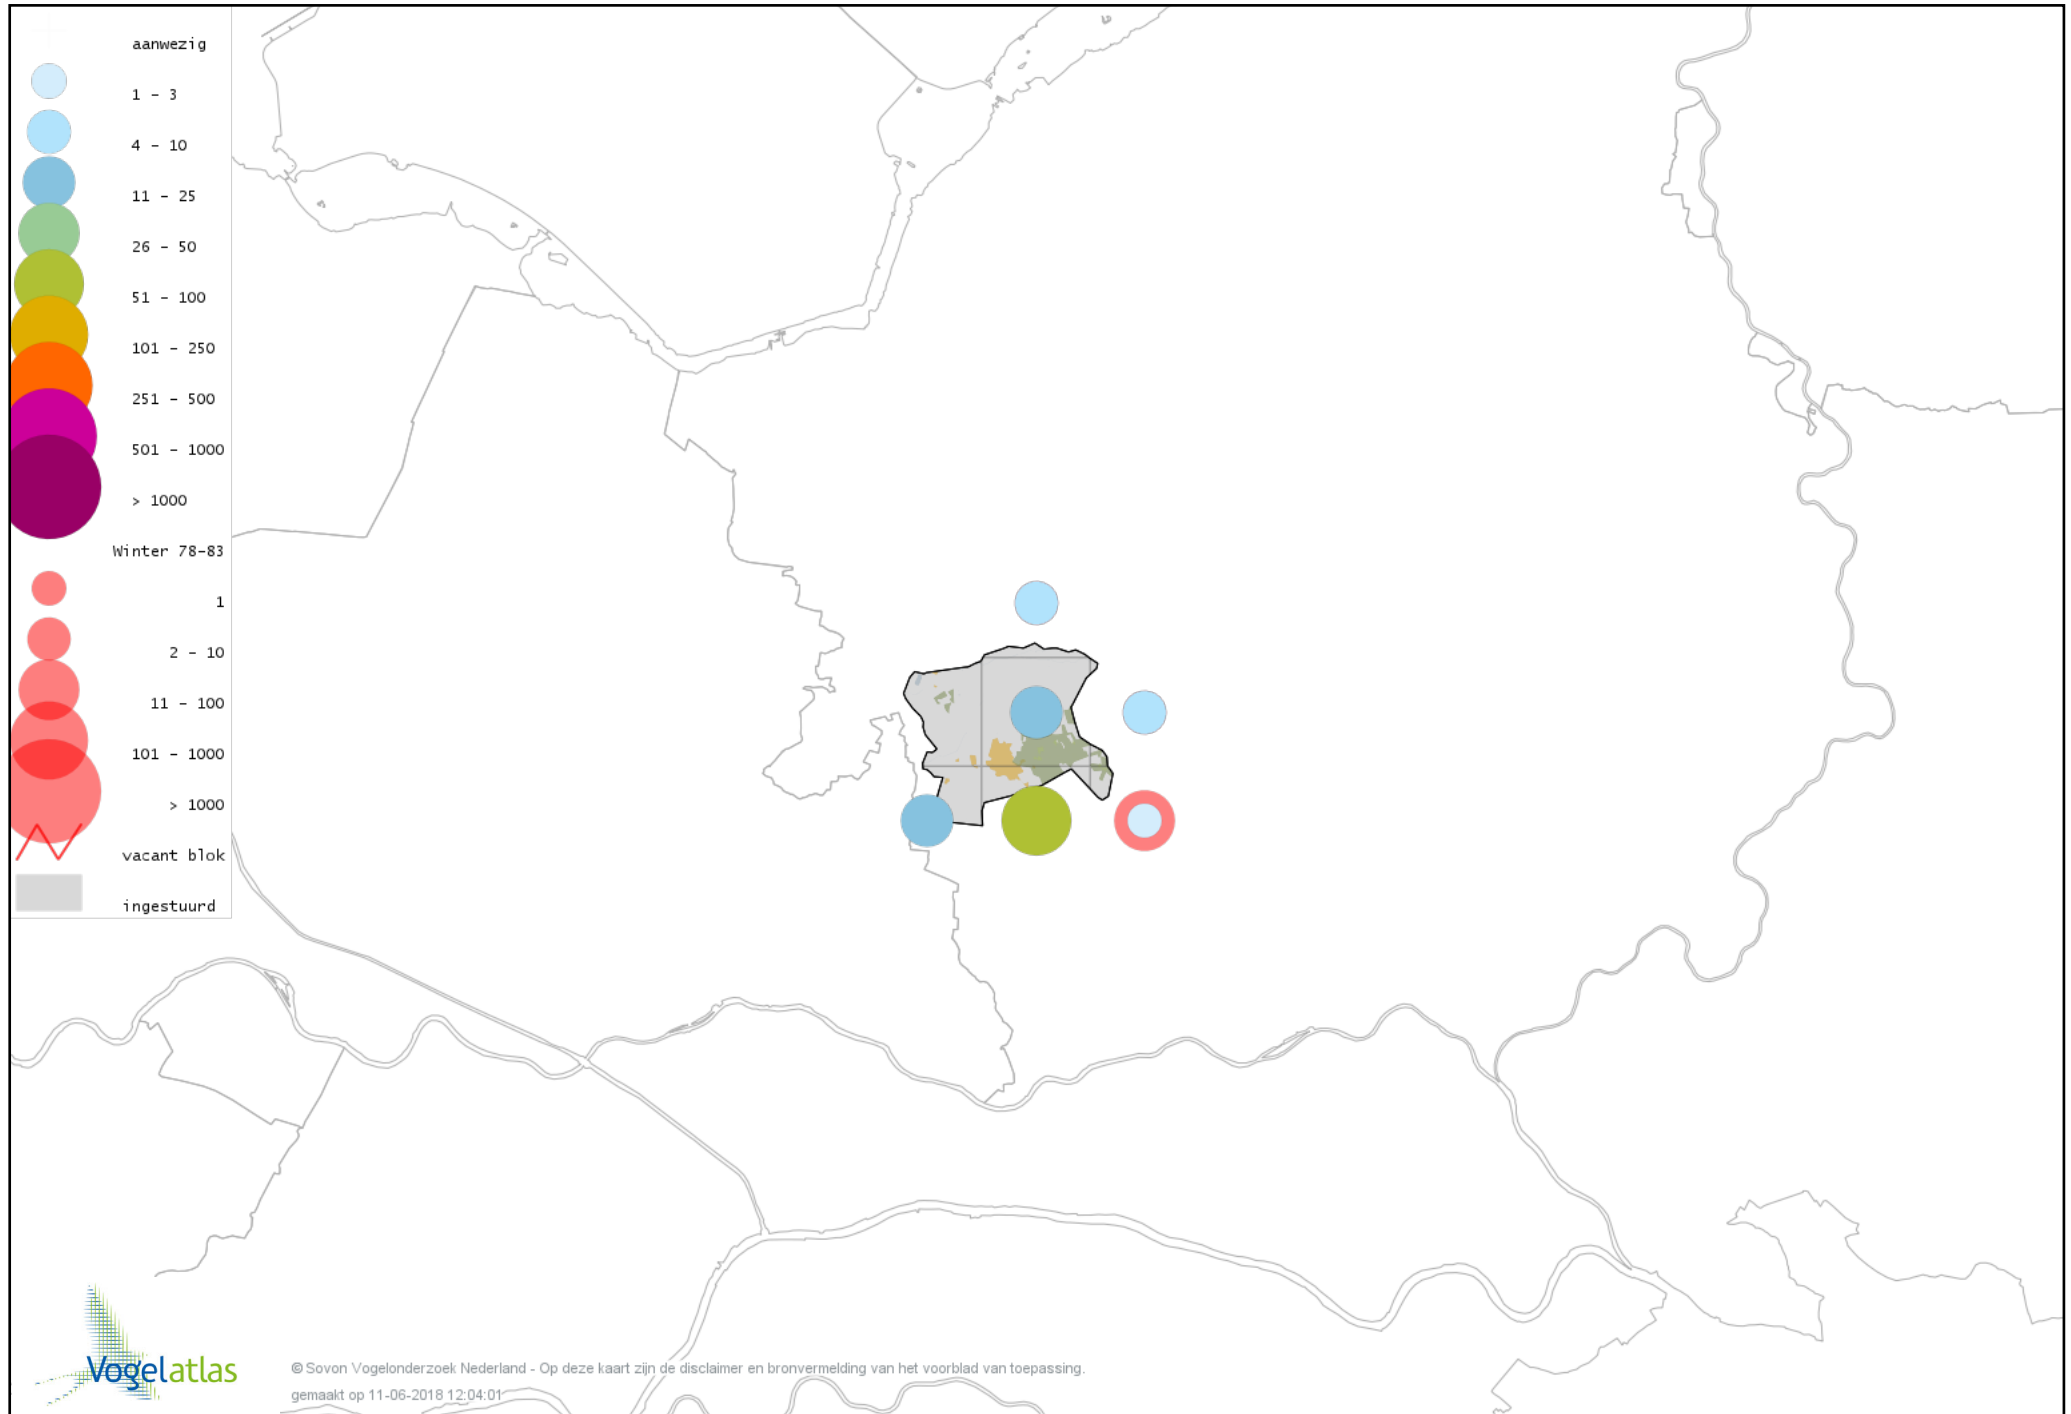 aanwezig
1 - 3
4 - 10
11 - 25
26 - 50
51 - 100
101 - 250
251 - 500
501 - 1000
> 1000
Winter 78-83
1
2 - 10
11 - 100
101 - 1000
> 1000
vacant blok
ingestuurd
Vogelatlas
© Sovon Vogelonderzoek Nederland - Op deze kaart zijn de disclaimer en bronvermelding van het voorblad van toepassing.
gemaakt op 11-06-2018 12:04:01